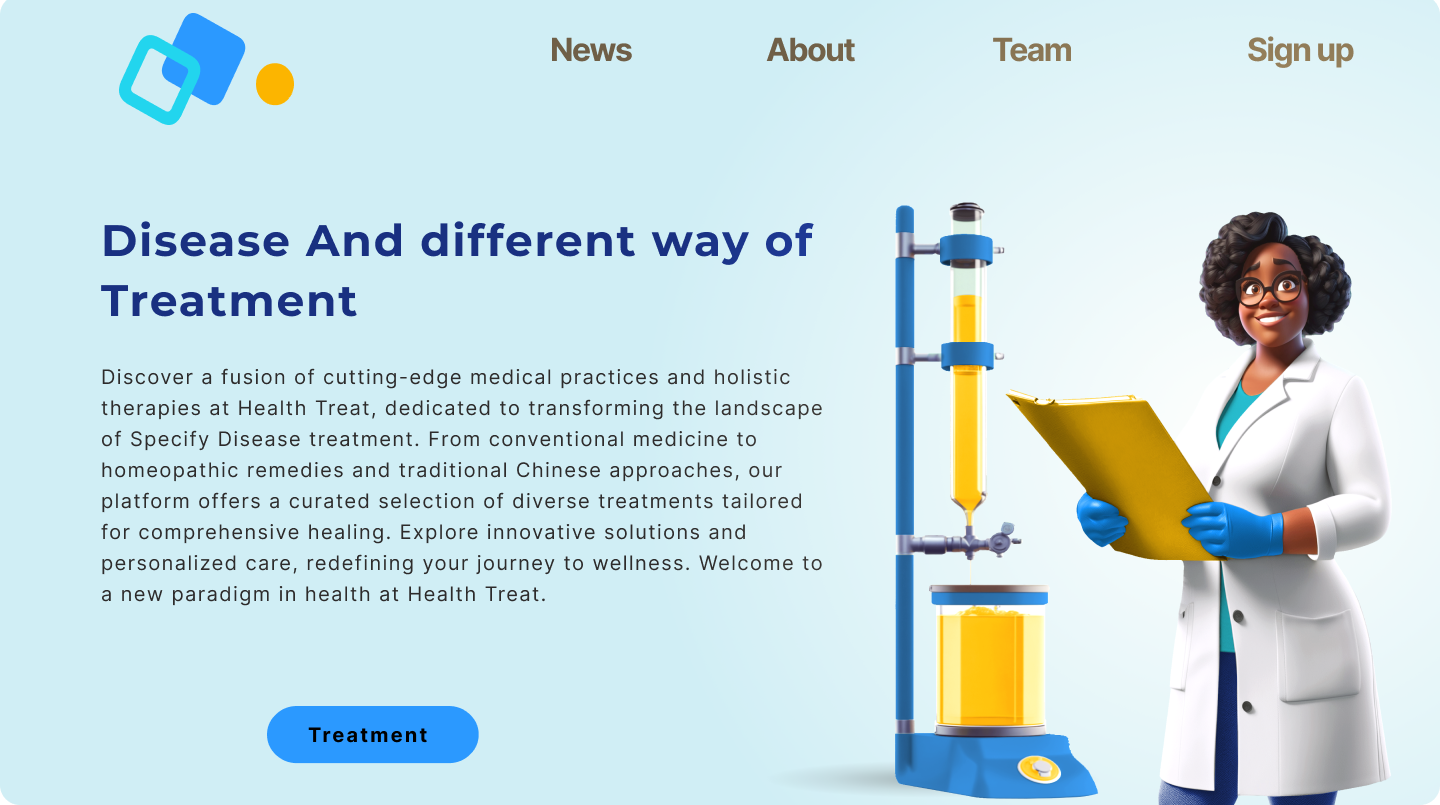 News About Team Sign up
Disease And different way of
Treatment
Discover a fusion of cutting-edge medical practices and holistic
therapies at Health Treat, dedicated to transforming the landscape
of Specify Disease treatment. From conventional medicine to
homeopathic remedies and traditional Chinese approaches, our
platform offers a curated selection of diverse treatments tailored
for comprehensive healing. Explore innovative solutions and
personalized care, redefining your journey to wellness. Welcome to
a new paradigm in health at Health Treat.
Treatment